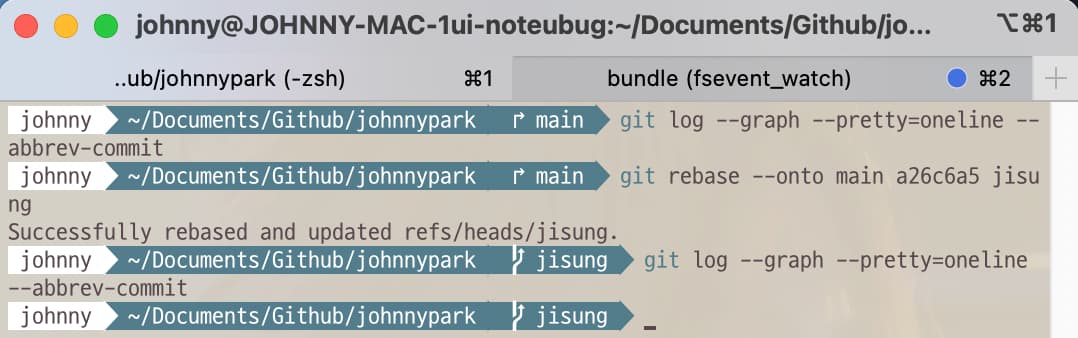 johnny@JOHNNY-MAC-1ui-noteubug:~/Documents/Github/jo... ⌥⌘1
..ub/johnnypark (-zsh) ⌘1 bundle (fsevent_watch) ⌘2 +
johnny ~/Documents/Github/johnnypark ↱ main git log --graph --pretty=oneline --
abbrev-commit
johnny ~/Documents/Github/johnnypark ↱ main git rebase --onto main a26c6a5 jisu
ng
Successfully rebased and updated refs/heads/jisung.
johnny ~/Documents/Github/johnnypark jisung git log --graph --pretty=oneline
--abbrev-commit
johnny ~/Documents/Github/johnnypark jisung _